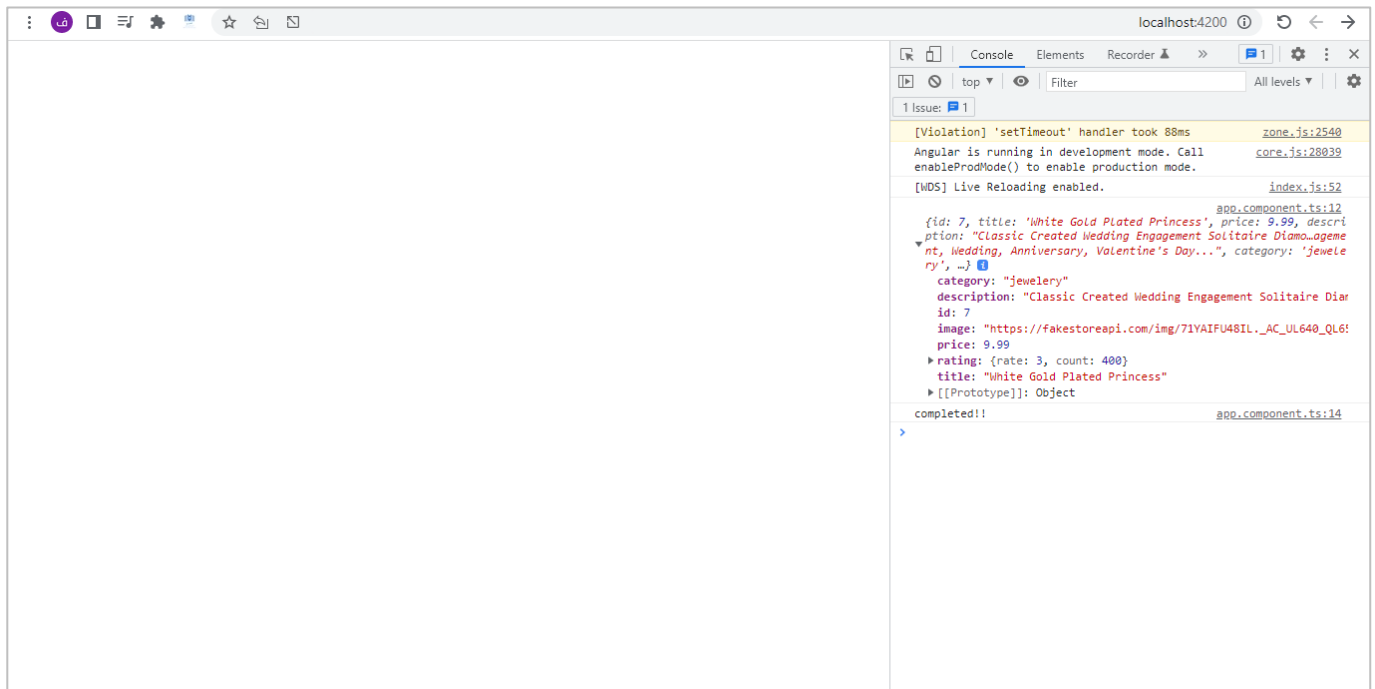 ف
localhost:4200
Console Elements Recorder » 1
top Filter All levels
1 Issue: 1
[Violation] 'setTimeout' handler took 88ms zone.js:2540
Angular is running in development mode. Call core.js:28039
enableProdMode() to enable production mode.
[WDS] Live Reloading enabled. index.js:52
app.component.ts:12
{id: 7, title: 'White Gold Plated Princess', price: 9.99, descri
ption: "Classic Created Wedding Engagement Solitaire Diamo…ageme
nt, Wedding, Anniversary, Valentine's Day...", category: 'jewele
ry', …} i
category: "jewelery"
description: "Classic Created Wedding Engagement Solitaire Diar
id: 7
image: "https://fakestoreapi.com/img/71YAIFU48IL._AC_UL640_QL65
price: 9.99
rating: {rate: 3, count: 400}
title: "White Gold Plated Princess"
[[Prototype]]: Object
completed!! app.component.ts:14